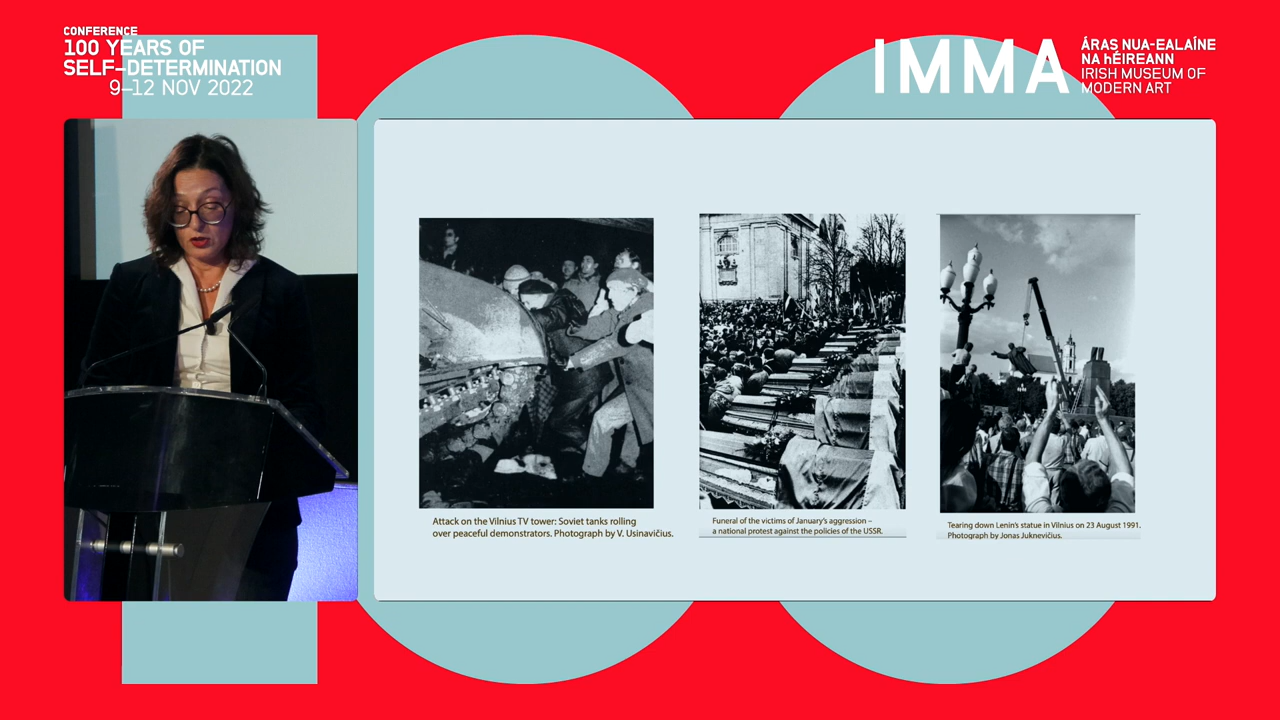 CONFERENCE
100 YEARS OF
SELF-DETERMINATION
9–12 NOV 2022
IMMA
ÁRAS NUA-EALAÍNE
NA hÉIREANN
IRISH MUSEUM OF
MODERN ART
Attack on the Vilnius TV tower: Soviet tanks rolling
over peaceful demonstrators. Photograph by V. Usinavičius.
Funeral of the victims of January's aggression –
a national protest against the policies of the USSR.
Tearing down Lenin's statue in Vilnius on 23 August 1991.
Photograph by Jonas Juknevičius.